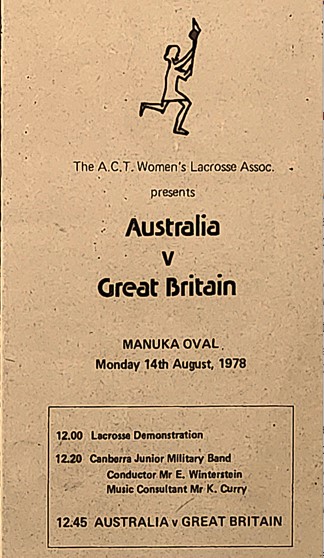 The A.C.T. Women's Lacrosse Assoc.
presents
Australia
v
Great Britain
MANUKA OVAL
Monday 14th August, 1978
12.00 Lacrosse Demonstration
12.20 Canberra Junior Military Band
Conductor Mr E. Winterstein
Music Consultant Mr K. Curry
12.45 AUSTRALIA v GREAT BRITAIN